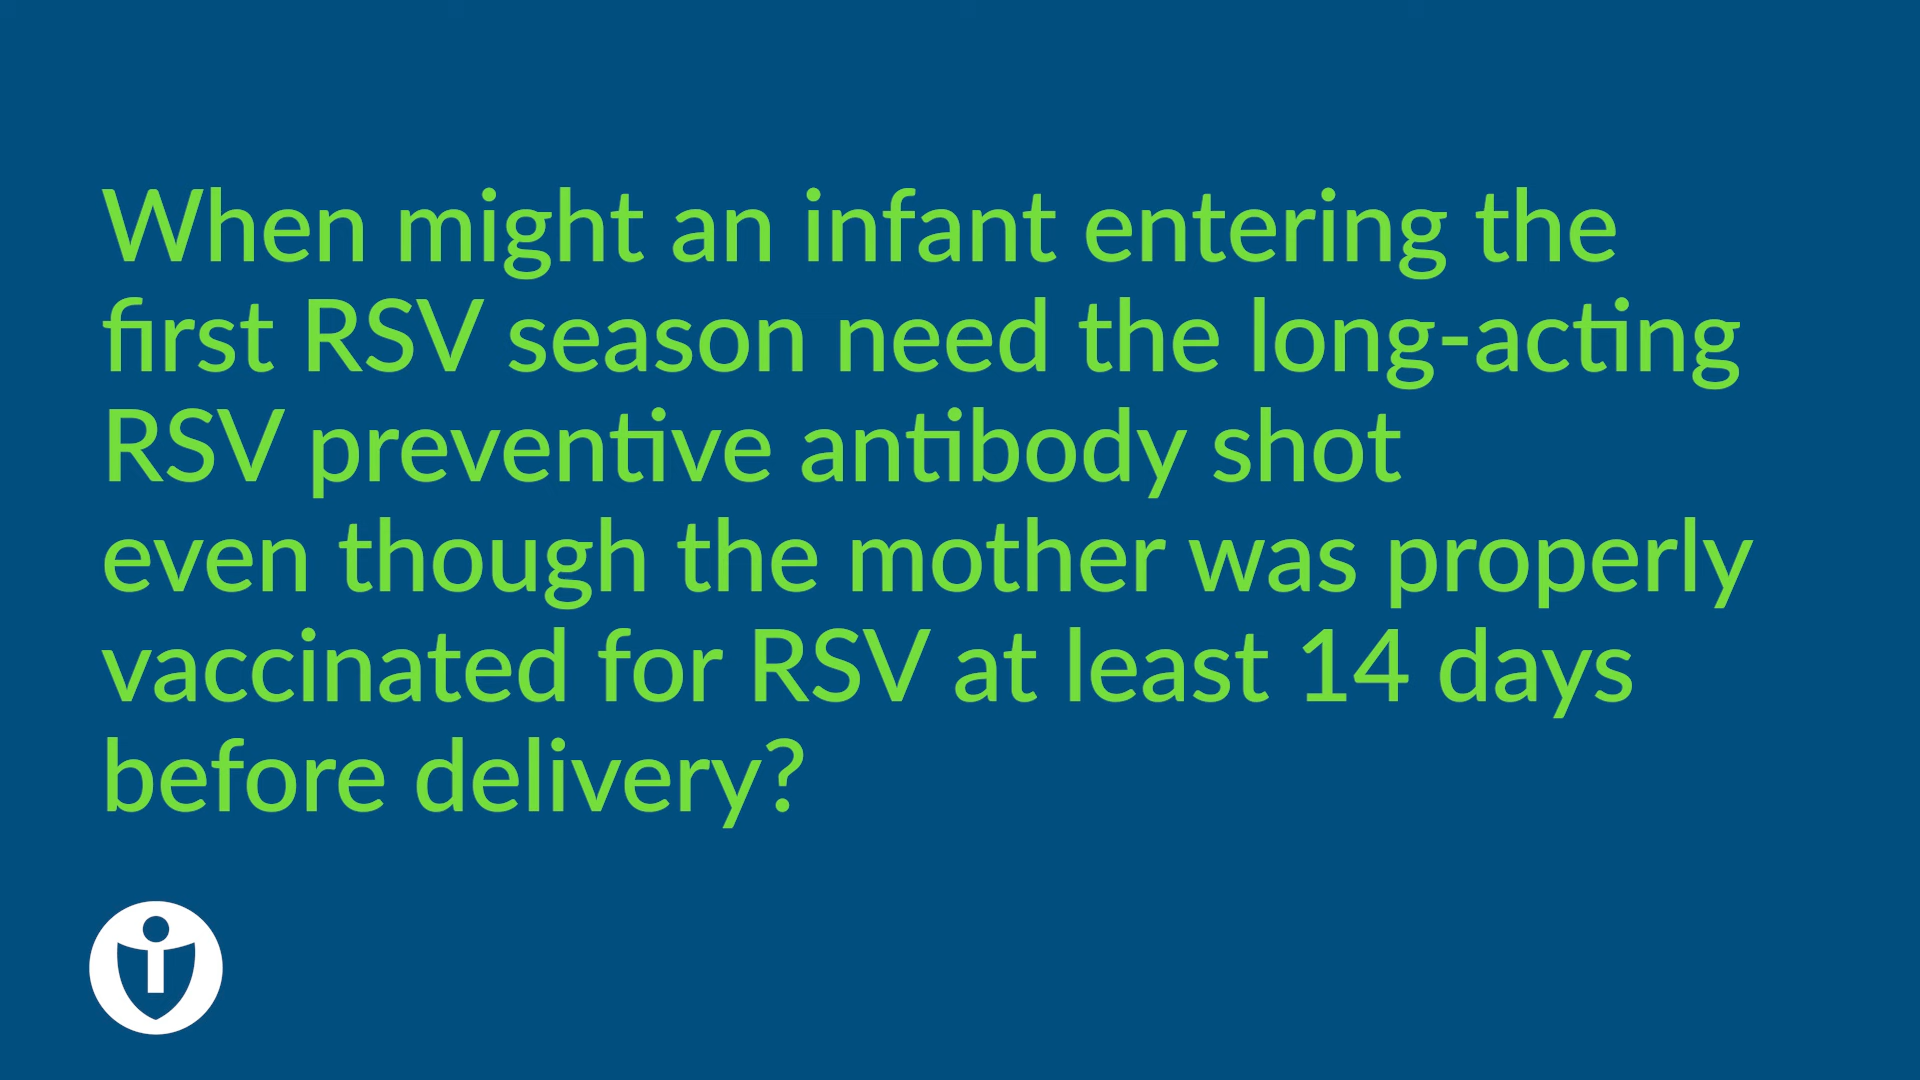 When might an infant entering the
first RSV season need the long-acting
RSV preventive antibody shot
even though the mother was properly
vaccinated for RSV at least 14 days
before delivery?